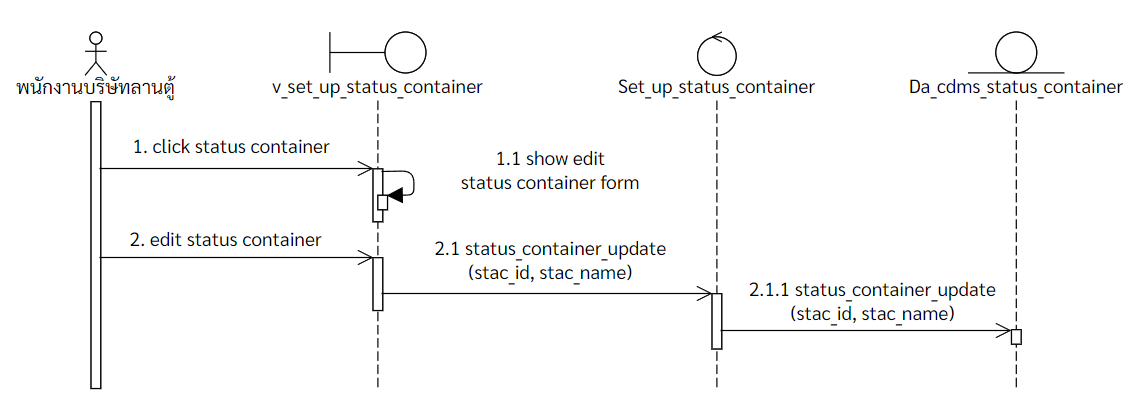 พนักงานบริษัทลานตู้
v_set_up_status_container
Set_up_status_container
Da_cdms_status_container
1. click status container
1.1 show edit
status container form
2. edit status container
2.1 status_container_update
(stac_id, stac_name)
2.1.1 status_container_update
(stac_id, stac_name)